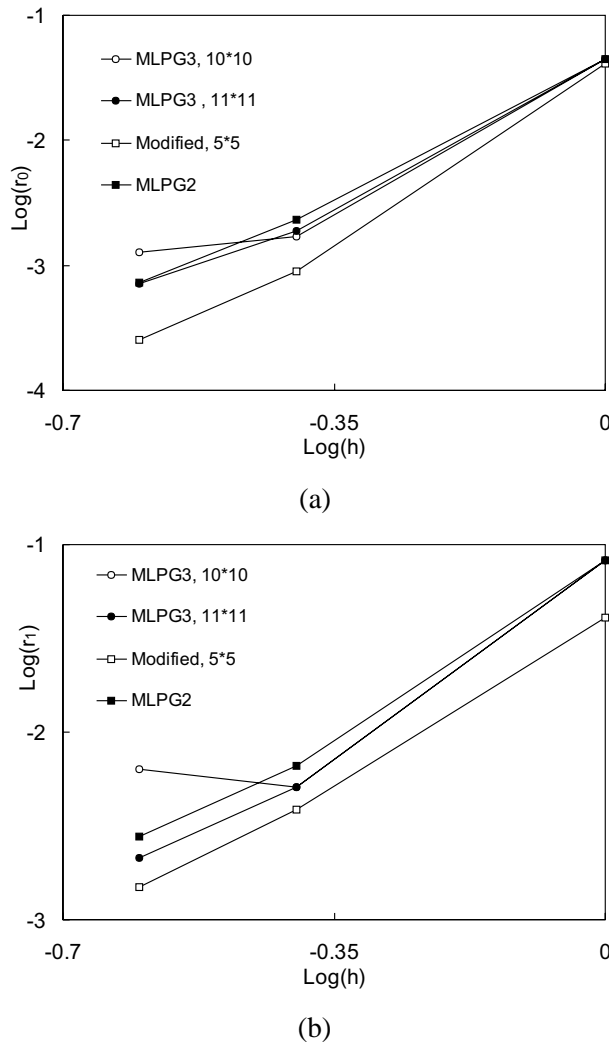 -1
MLPG3, 10*10
MLPG3 , 11*11
Modified, 5*5
MLPG2
-2
-3
-4
Log(r0)
-0.7
-0.35
0
Log(h)
(a)
-1
MLPG3, 10*10
MLPG3, 11*11
Modified, 5*5
MLPG2
-2
-3
Log(r1)
-0.7
-0.35
0
Log(h)
(b)